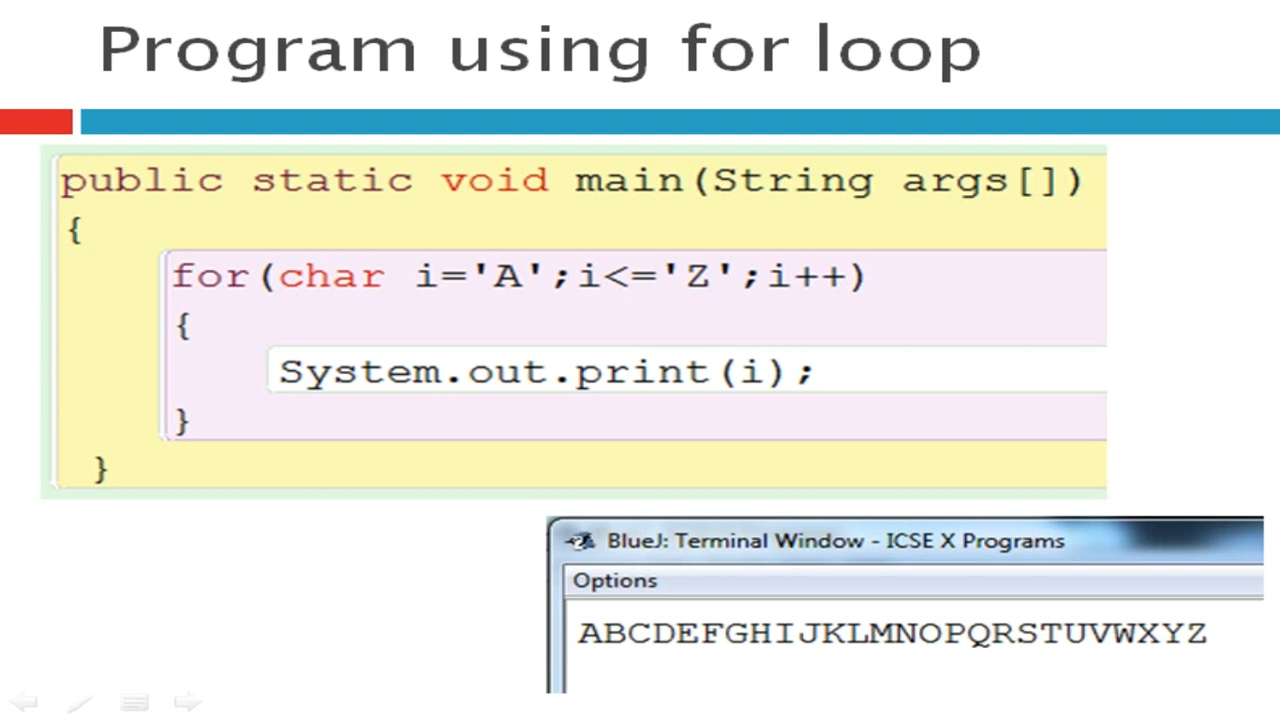 Program using for loop
public static void main(String args[])
{
for(char i='A';i<='Z';i++)
{
System.out.print(i);
}
}
BlueJ: Terminal Window - ICSE X Programs
Options
ABCDEFGHIJKLMNOPQRSTUVWXYZ